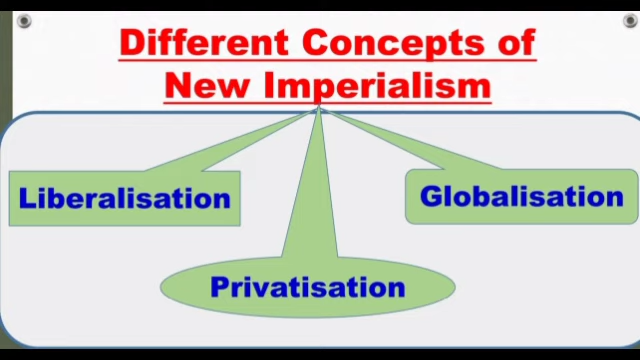 Different Concepts of
New Imperialism
Liberalisation
Globalisation
Privatisation